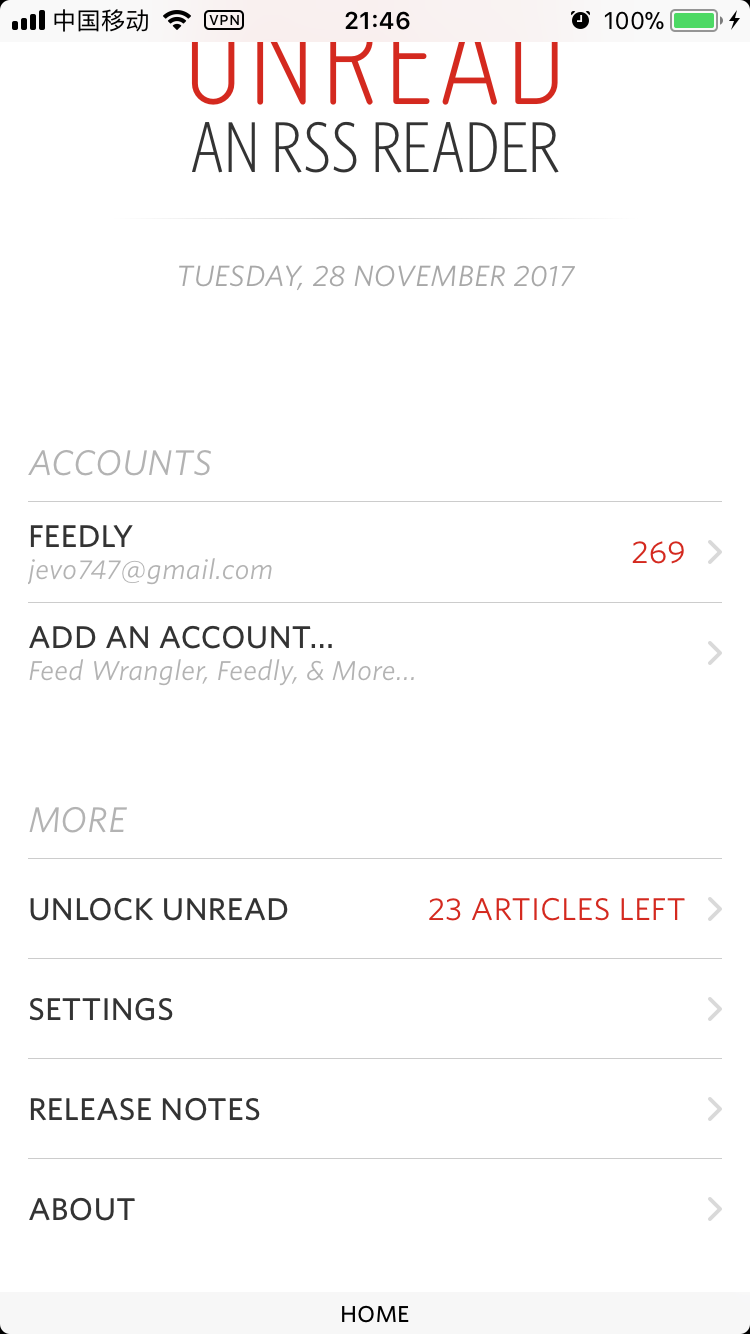 中国移动 VPN 21:46 100%
UNREAD
AN RSS READER
TUESDAY, 28 NOVEMBER 2017
ACCOUNTS
FEEDLY
jevo747@gmail.com
269
ADD AN ACCOUNT...
Feed Wrangler, Feedly, & More...
MORE
UNLOCK UNREAD 23 ARTICLES LEFT
SETTINGS
RELEASE NOTES
ABOUT
HOME